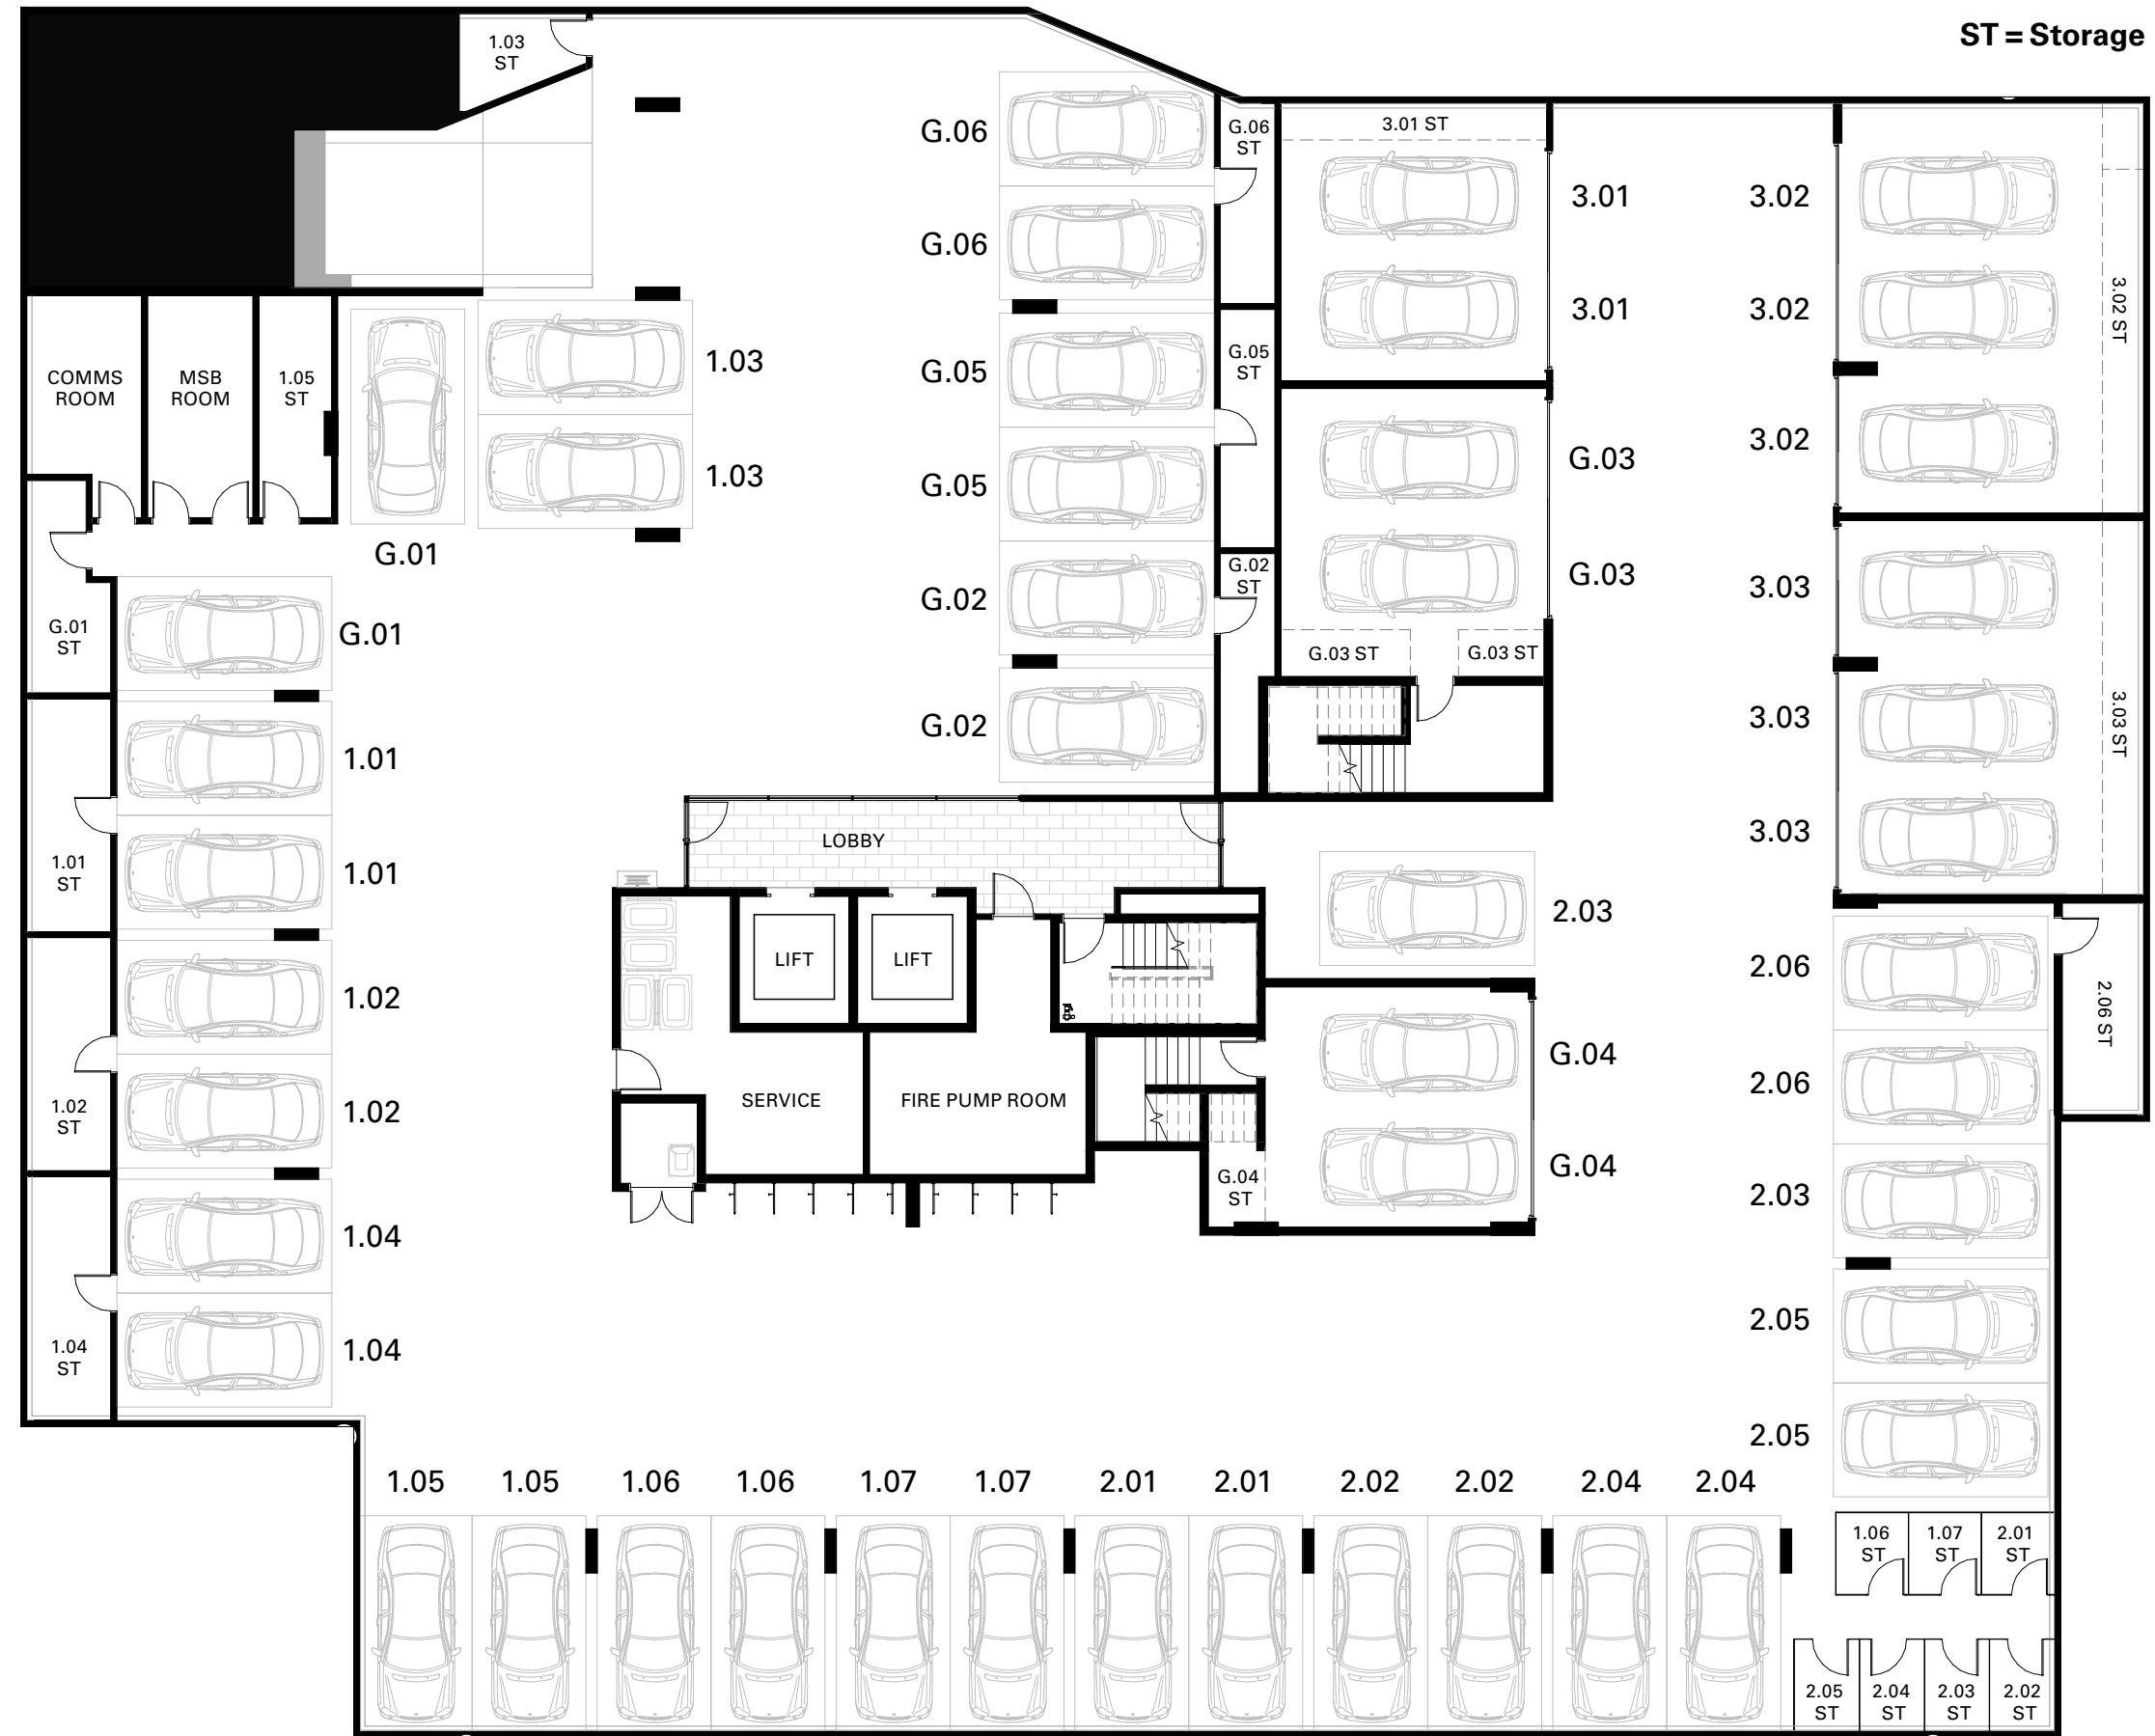 ST = Storage
1.03
ST
G.06
G.06
ST
3.01 ST
3.01
3.02
G.06
3.01
3.02
3.02 ST
COMMS
ROOM
MSB
ROOM
1.05
ST
1.03
G.05
G.05
ST
3.02
1.03
G.05
G.03
G.01
G.02
G.02
ST
G.03
3.03
G.01
ST
G.01
G.03 ST
G.03 ST
G.02
3.03
3.03 ST
1.01
LOBBY
3.03
1.01
ST
1.01
2.03
LIFT
LIFT
2.06
1.02
2.06 ST
G.04
2.06
1.02
ST
1.02
SERVICE
FIRE PUMP ROOM
G.04
G.04
ST
2.03
1.04
2.05
1.04
ST
1.04
2.05
1.05
1.05
1.06
1.06
1.07
1.07
2.01
2.01
2.02
2.02
2.04
2.04
1.06
ST
1.07
ST
2.01
ST
2.05
ST
2.04
ST
2.03
ST
2.02
ST